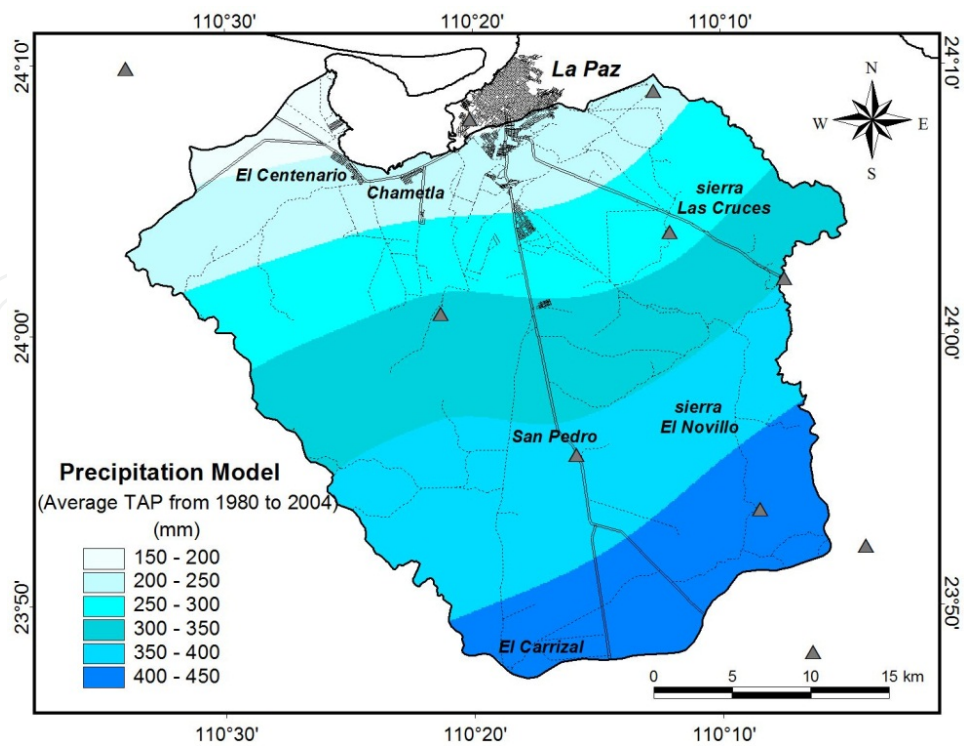 110°30' 110°20' 110°10'
24°10' 24°10'
La Paz
N
W E
S
El Centenario
Chametla
sierra
Las Cruces
24°00' 24°00'
sierra
El Novillo
San Pedro
Precipitation Model
(Average TAP from 1980 to 2004)
(mm)
150 - 200
200 - 250
250 - 300
300 - 350
350 - 400
400 - 450
23°50' 23°50'
El Carrizal
0 5 10 15 km
110°30' 110°20' 110°10'